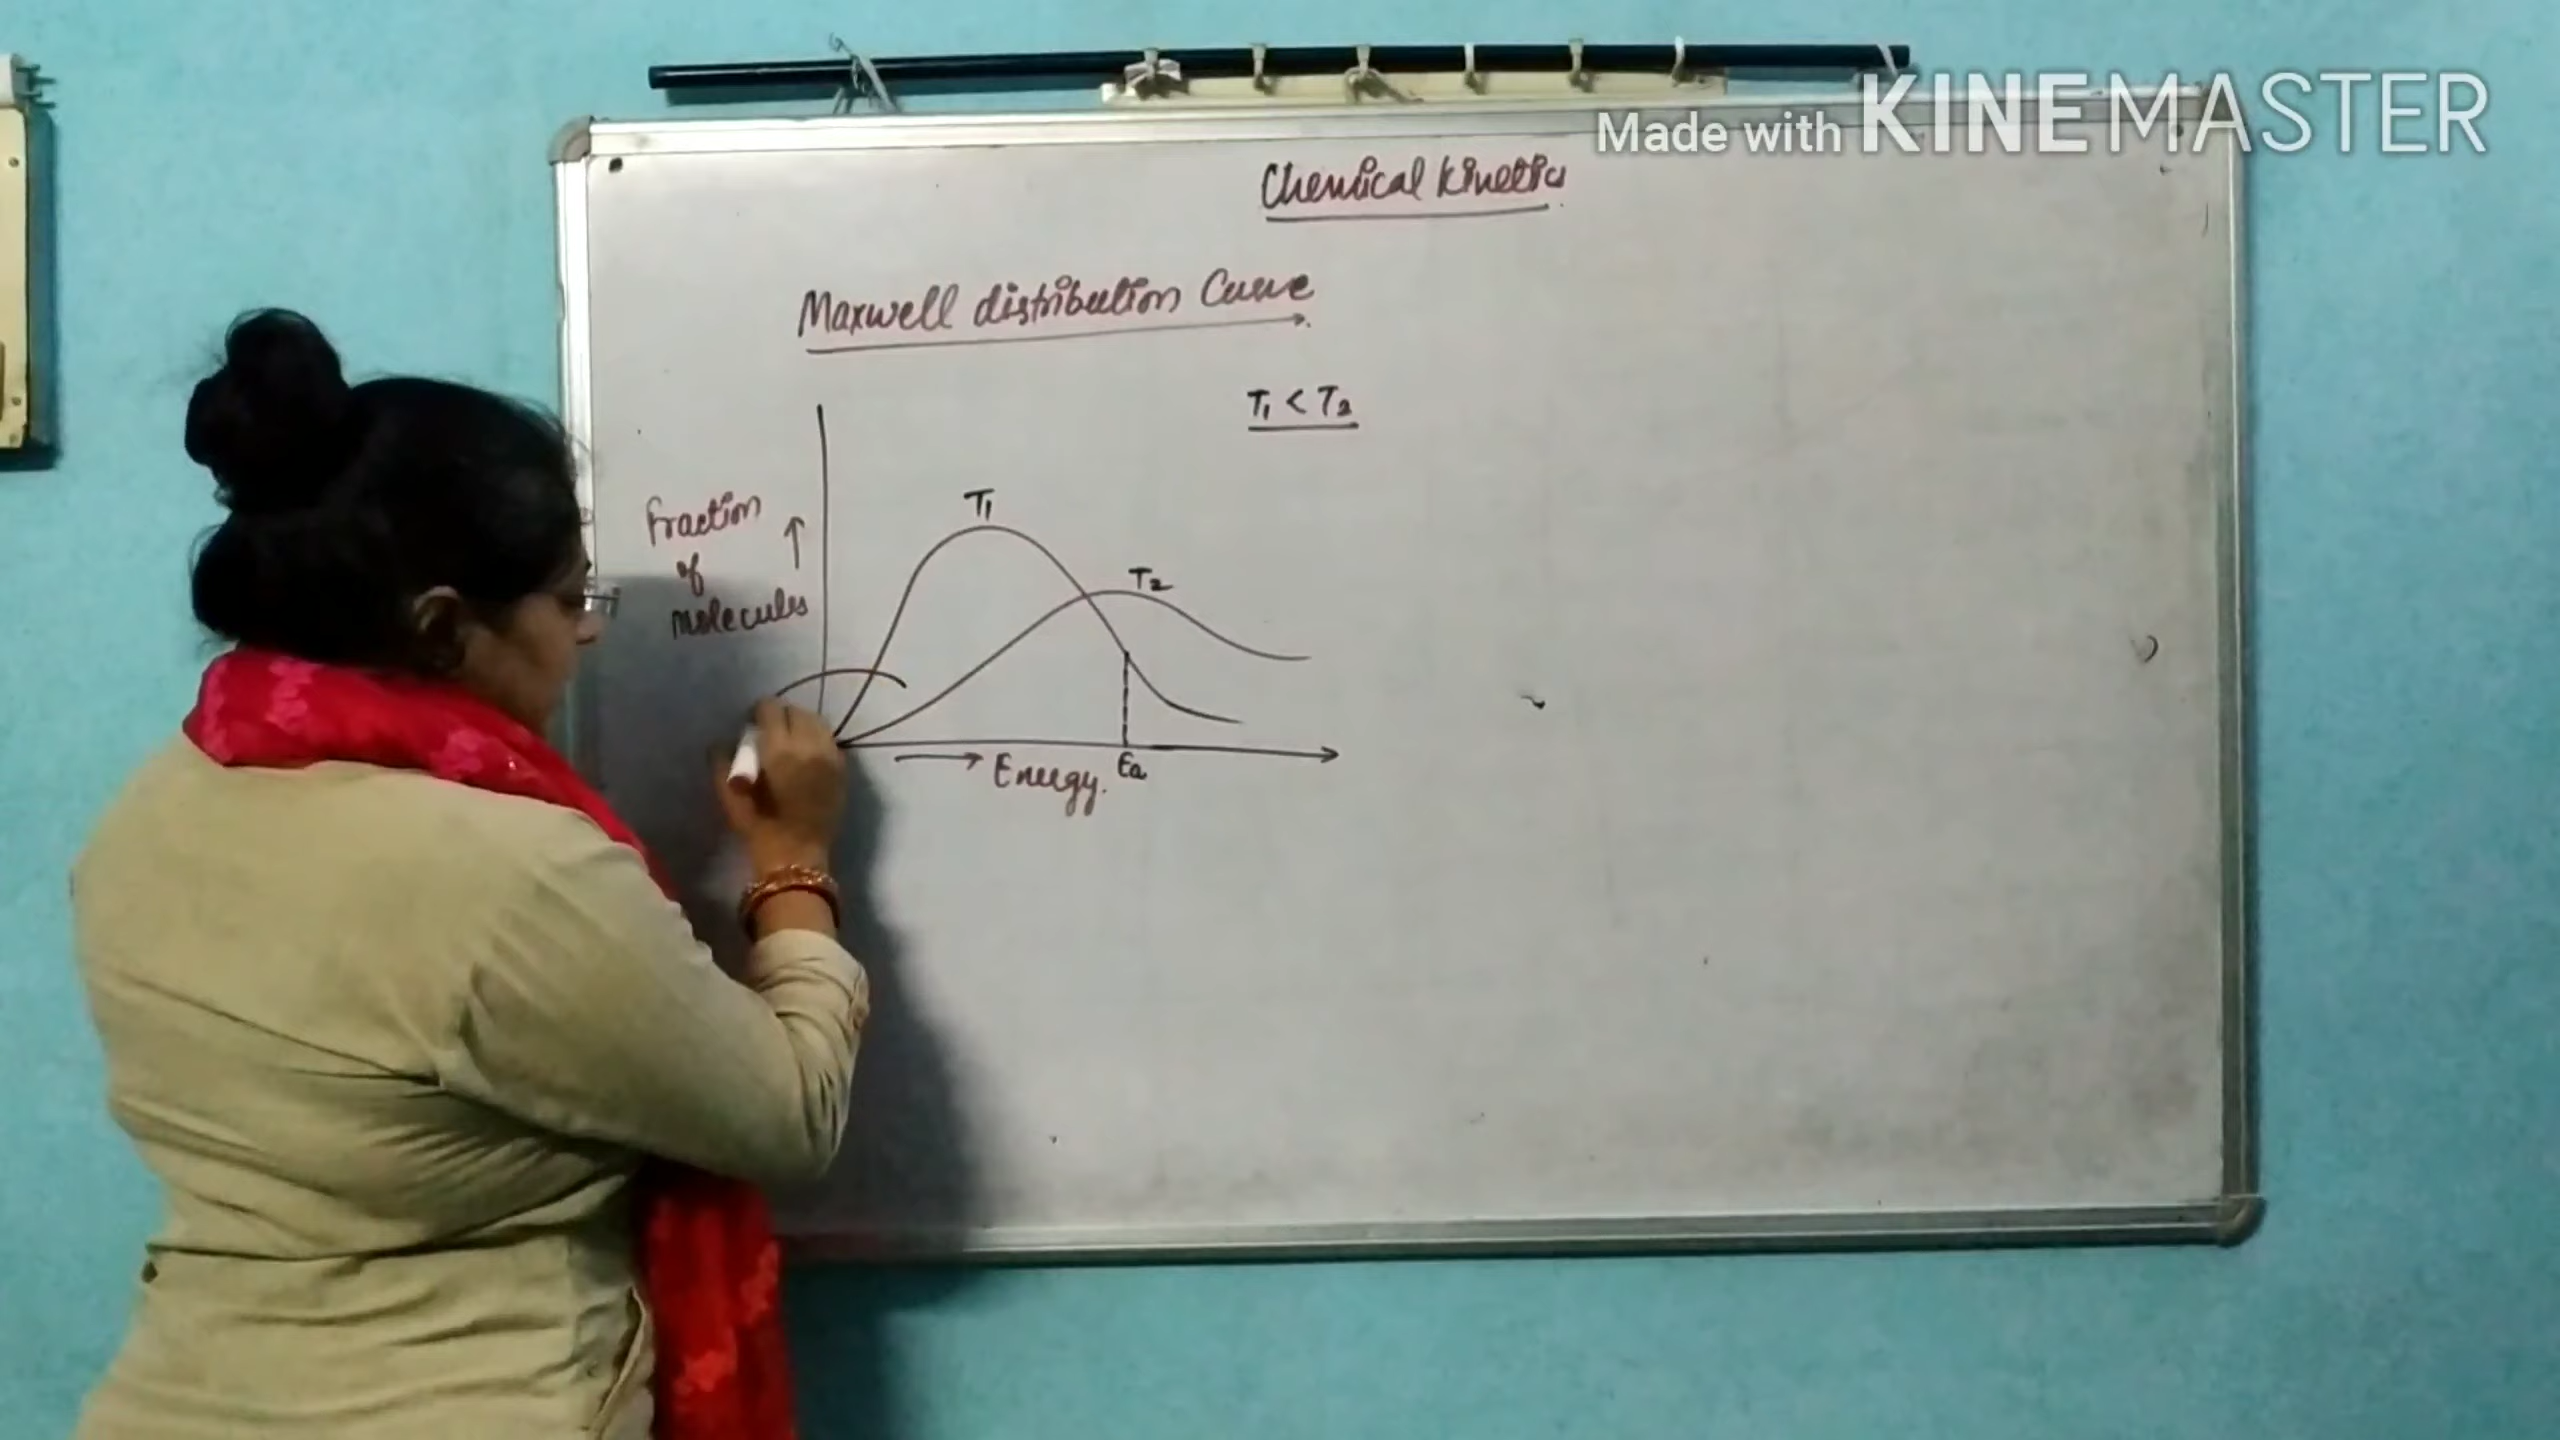 Made with KINEMASTER
Chemical Kinetics
Maxwell distribution Curve
T1 < T2
T1
T2
Fraction
of
molecules
Energy.
Ea